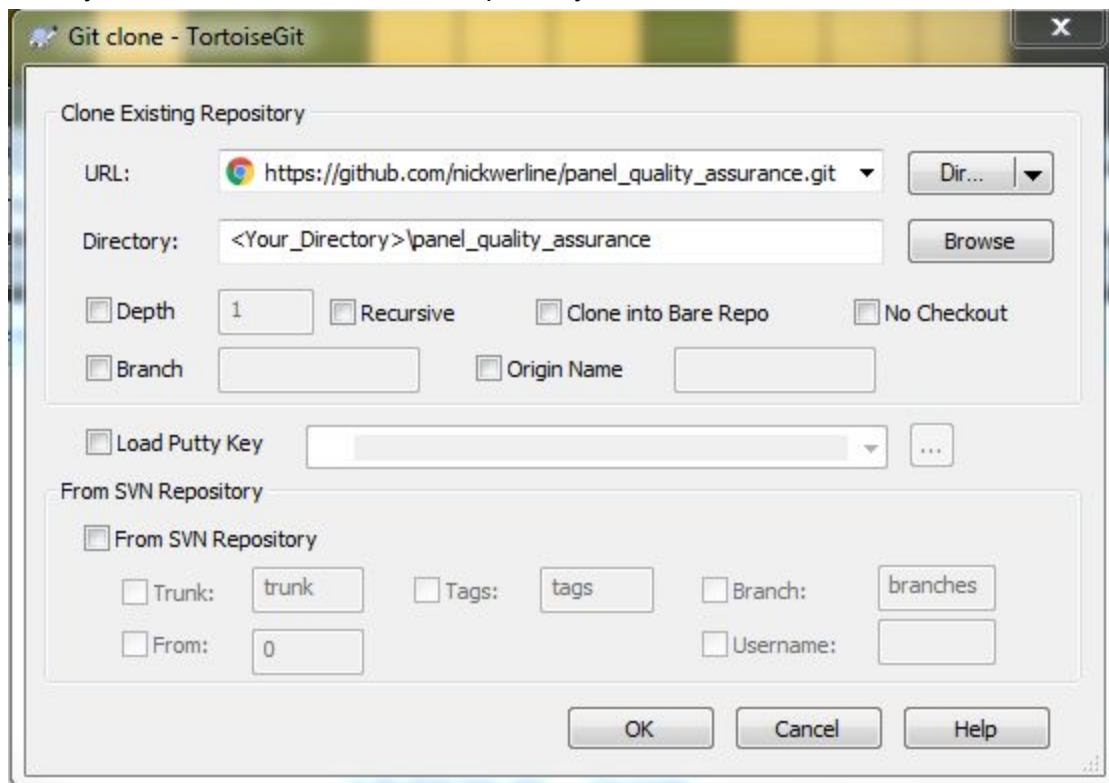 Git clone - TortoiseGit
Clone Existing Repository
URL: https://github.com/nickwerline/panel_quality_assurance.git Dir...
Directory: <Your_Directory>\panel_quality_assurance Browse
Depth 1 Recursive Clone into Bare Repo No Checkout
Branch Origin Name
Load Putty Key ...
From SVN Repository
From SVN Repository
Trunk: trunk Tags: tags Branch: branches
From: 0 Username:
OK Cancel Help